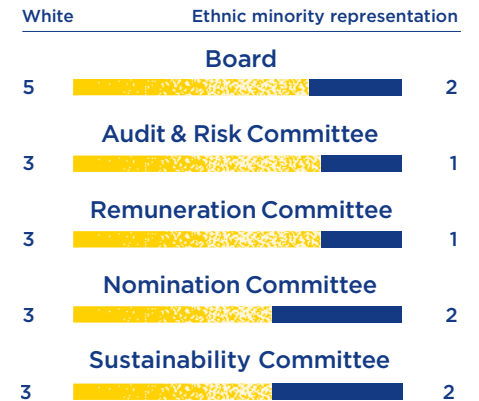 White Ethnic minority representation
Board
5 2
Audit & Risk Committee
3 1
Remuneration Committee
3 1
Nomination Committee
3 2
Sustainability Committee
3 2